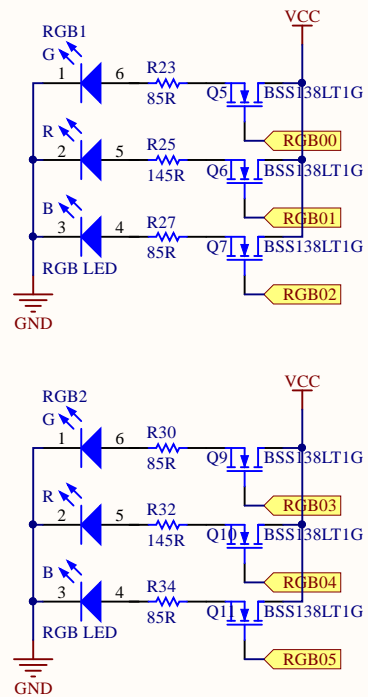 VCC
RGB1
G
1
6
R23
85R
Q5
BSS138LT1G
RGB00
R
2
5
R25
145R
Q6
BSS138LT1G
RGB01
B
3
4
R27
85R
Q7
BSS138LT1G
RGB LED
RGB02
GND
VCC
RGB2
G
1
6
R30
85R
Q9
BSS138LT1G
RGB03
R
2
5
R32
145R
Q10
BSS138LT1G
RGB04
B
3
4
R34
85R
Q11
BSS138LT1G
RGB LED
RGB05
GND